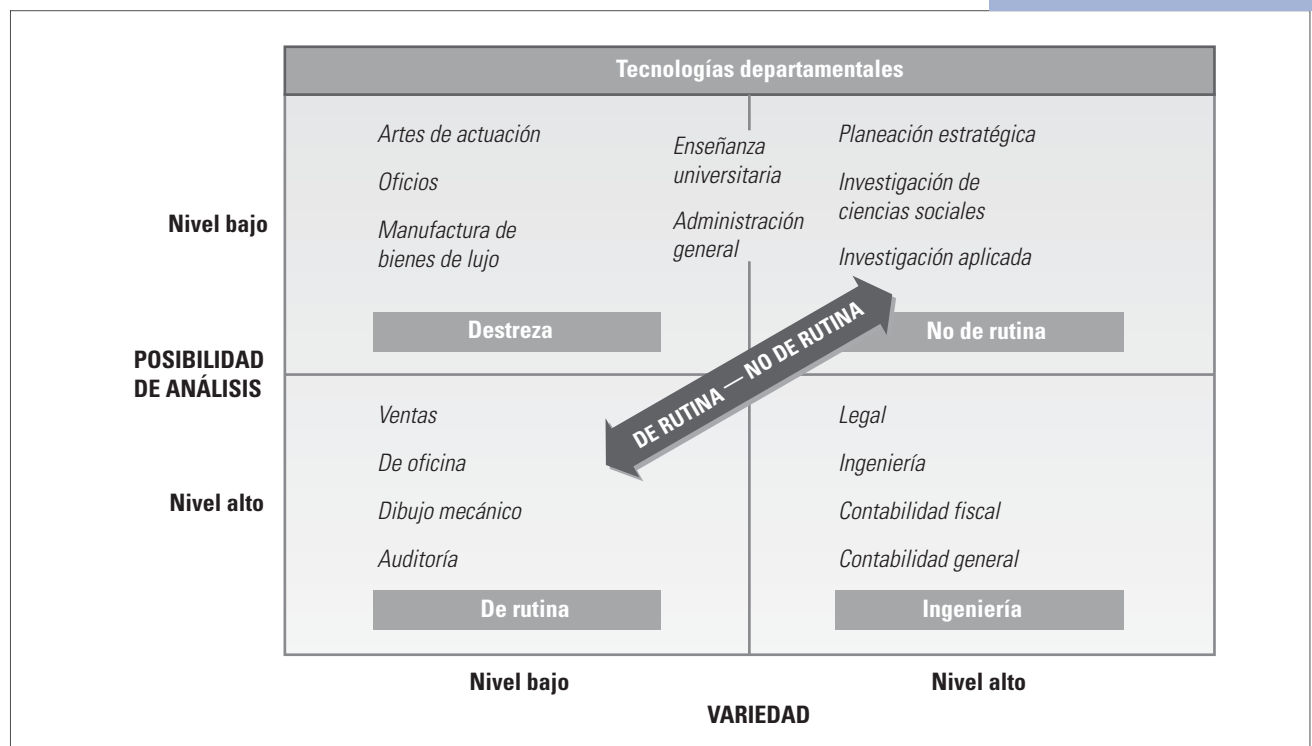 Tecnologías departamentales
Artes de actuación
Oficios
Manufactura de
bienes de lujo
Enseñanza
universitaria
Administración
general
Planeación estratégica
Investigación de
ciencias sociales
Investigación aplicada
Nivel bajo
Destreza
No de rutina
DE RUTINA — NO DE RUTINA
POSIBILIDAD
DE ANÁLISIS
Ventas
De oficina
Dibujo mecánico
Auditoría
Legal
Ingeniería
Contabilidad fiscal
Contabilidad general
Nivel alto
De rutina
Ingeniería
Nivel bajo
Nivel alto
VARIEDAD